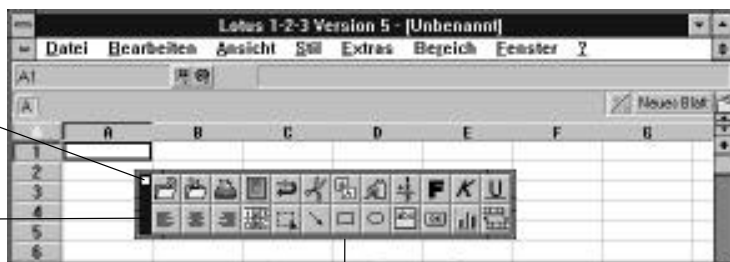 Lotus 1-2-3 Version 5 - [Unbenannt]
Datei Bearbeiten Ansicht Stil Extras Bereich Fenster ?
A1
A Neues Blatt
A B C D E F G
1
2
3
4
5
6
F K U